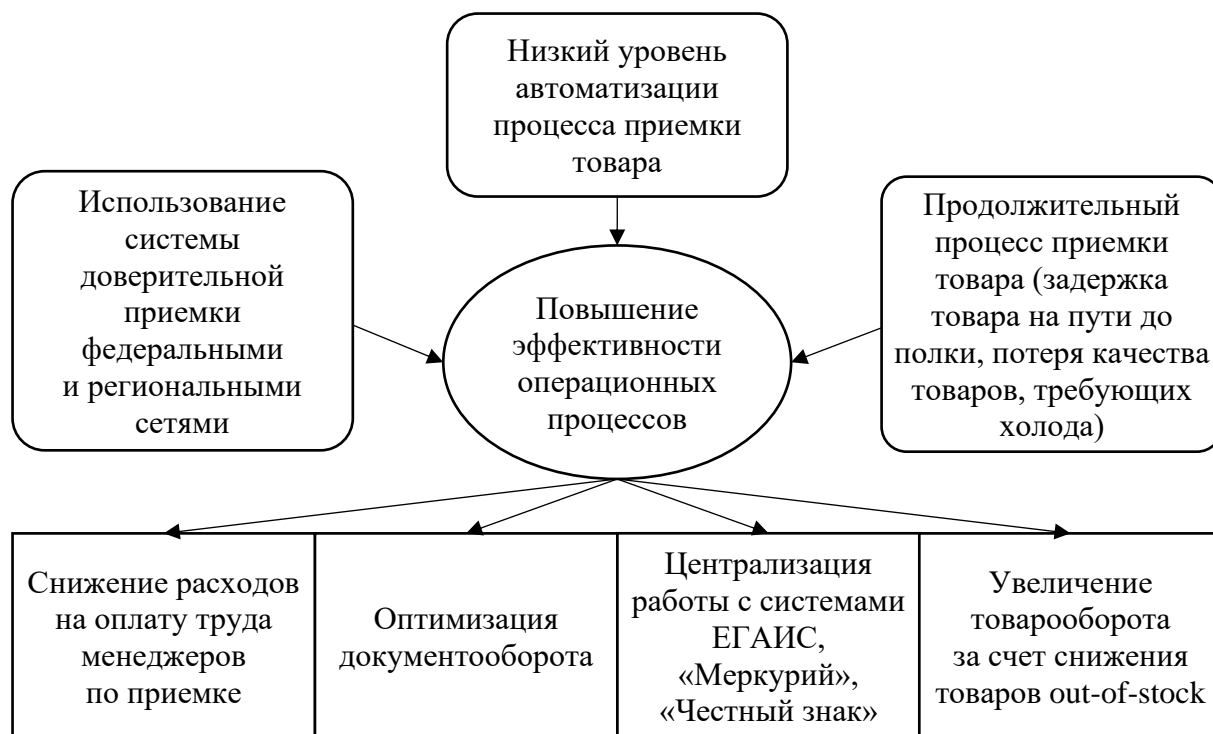 Низкий уровень
автоматизации
процесса приемки
товара
Использование
системы
доверительной
приемки
федеральными
и региональными
сетями
Повышение
эффективности
операционных
процессов
Продолжительный
процесс приемки
товара (задержка
товара на пути до
полки, потеря качества
товаров, требующих
холода)
Снижение расходов
на оплату труда
менеджеров
по приемке
Оптимизация
документооборота
Централизация
работы с системами
ЕГАИС,
«Меркурий»,
«Честный знак»
Увеличение
товарооборота
за счет снижения
товаров out-of-stock